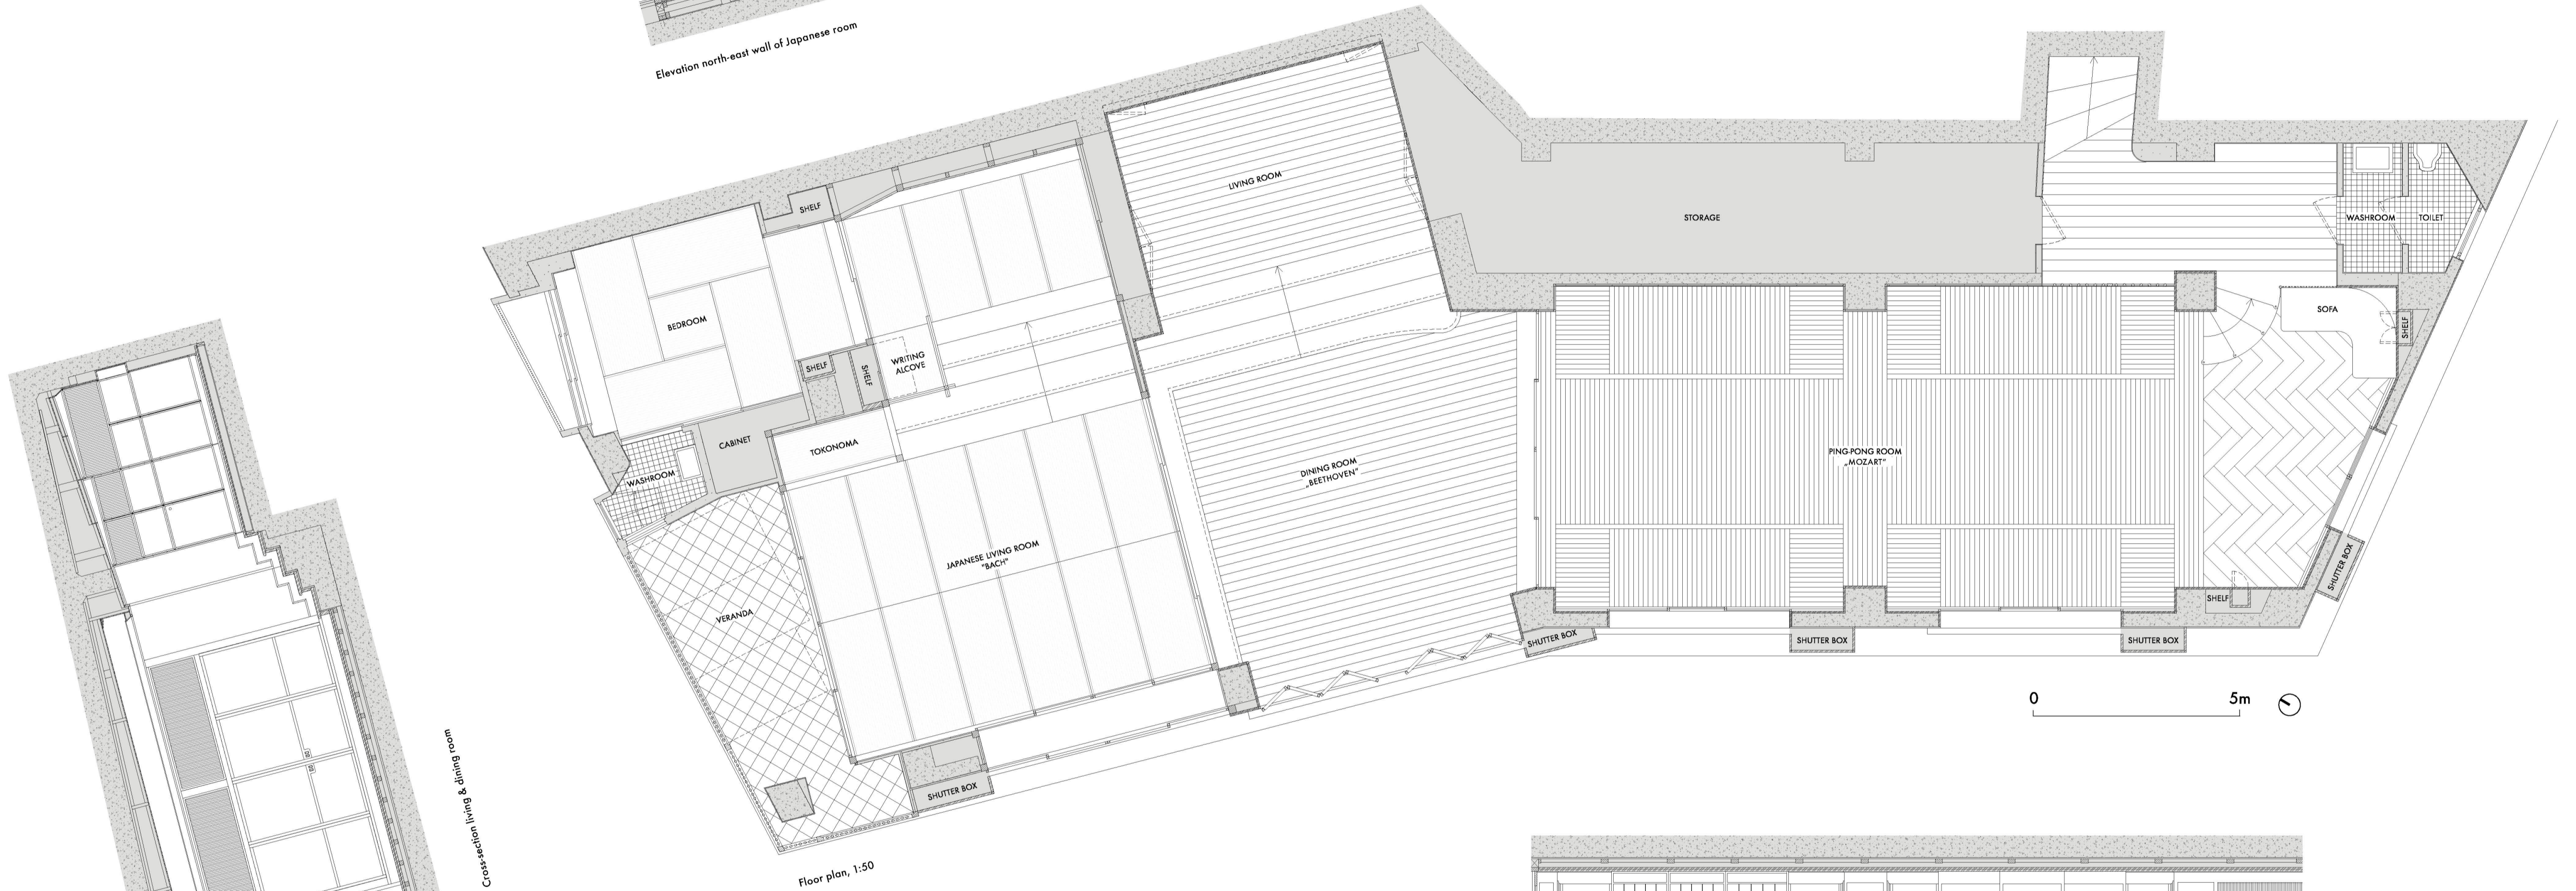 Elevation north-east wall of Japanese room
LIVING ROOM
STORAGE
WASHROOM
TOILET
SHELF
BEDROOM
SHELF
SHELF
WRITING
ALCOVE
SOFA
SHELF
CABINET
TOKONOMA
WASHROOM
DINING ROOM
„BEETHOVEN"
PING-PONG ROOM
„MOZART"
JAPANESE LIVING ROOM
"BACH"
VERANDA
SHUTTER BOX
SHELF
SHUTTER BOX
SHUTTER BOX
SHUTTER BOX
SHUTTER BOX
0 5m
Cross-section living & dining room
Floor plan, 1:50